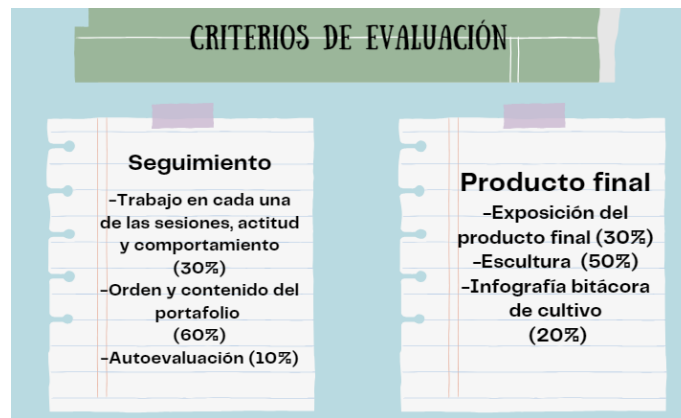 CRITERIOS DE EVALUACIÓN
Seguimiento
-Trabajo en cada una
de las sesiones, actitud
y comportamiento
(30%)
-Orden y contenido del
portafolio
(60%)
-Autoevaluación (10%)
Producto final
-Exposición del
producto final (30%)
-Escultura (50%)
-Infografía bitácora
de cultivo
(20%)